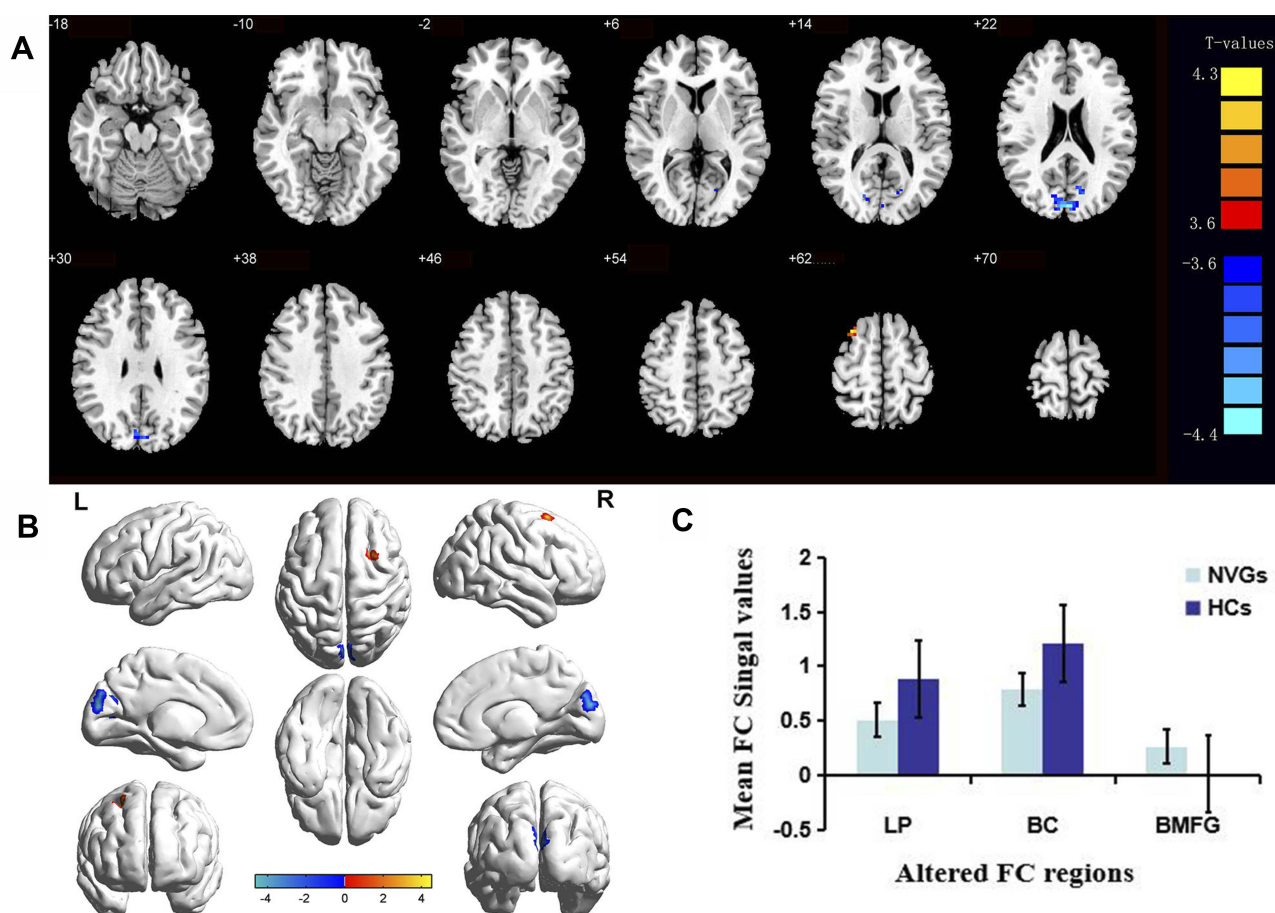 A
-18
-10
-2
+6
+14
+22
T-values
4.3
3.6
-3.6
-4.4
+30
+38
+46
+54
+62
+70
B
L
R
-4 -2 0 2 4
C
Mean FC Singal values
2
1.5
1
0.5
0
-0.5
NVGs
HCs
LP BC BMFG
Altered FC regions